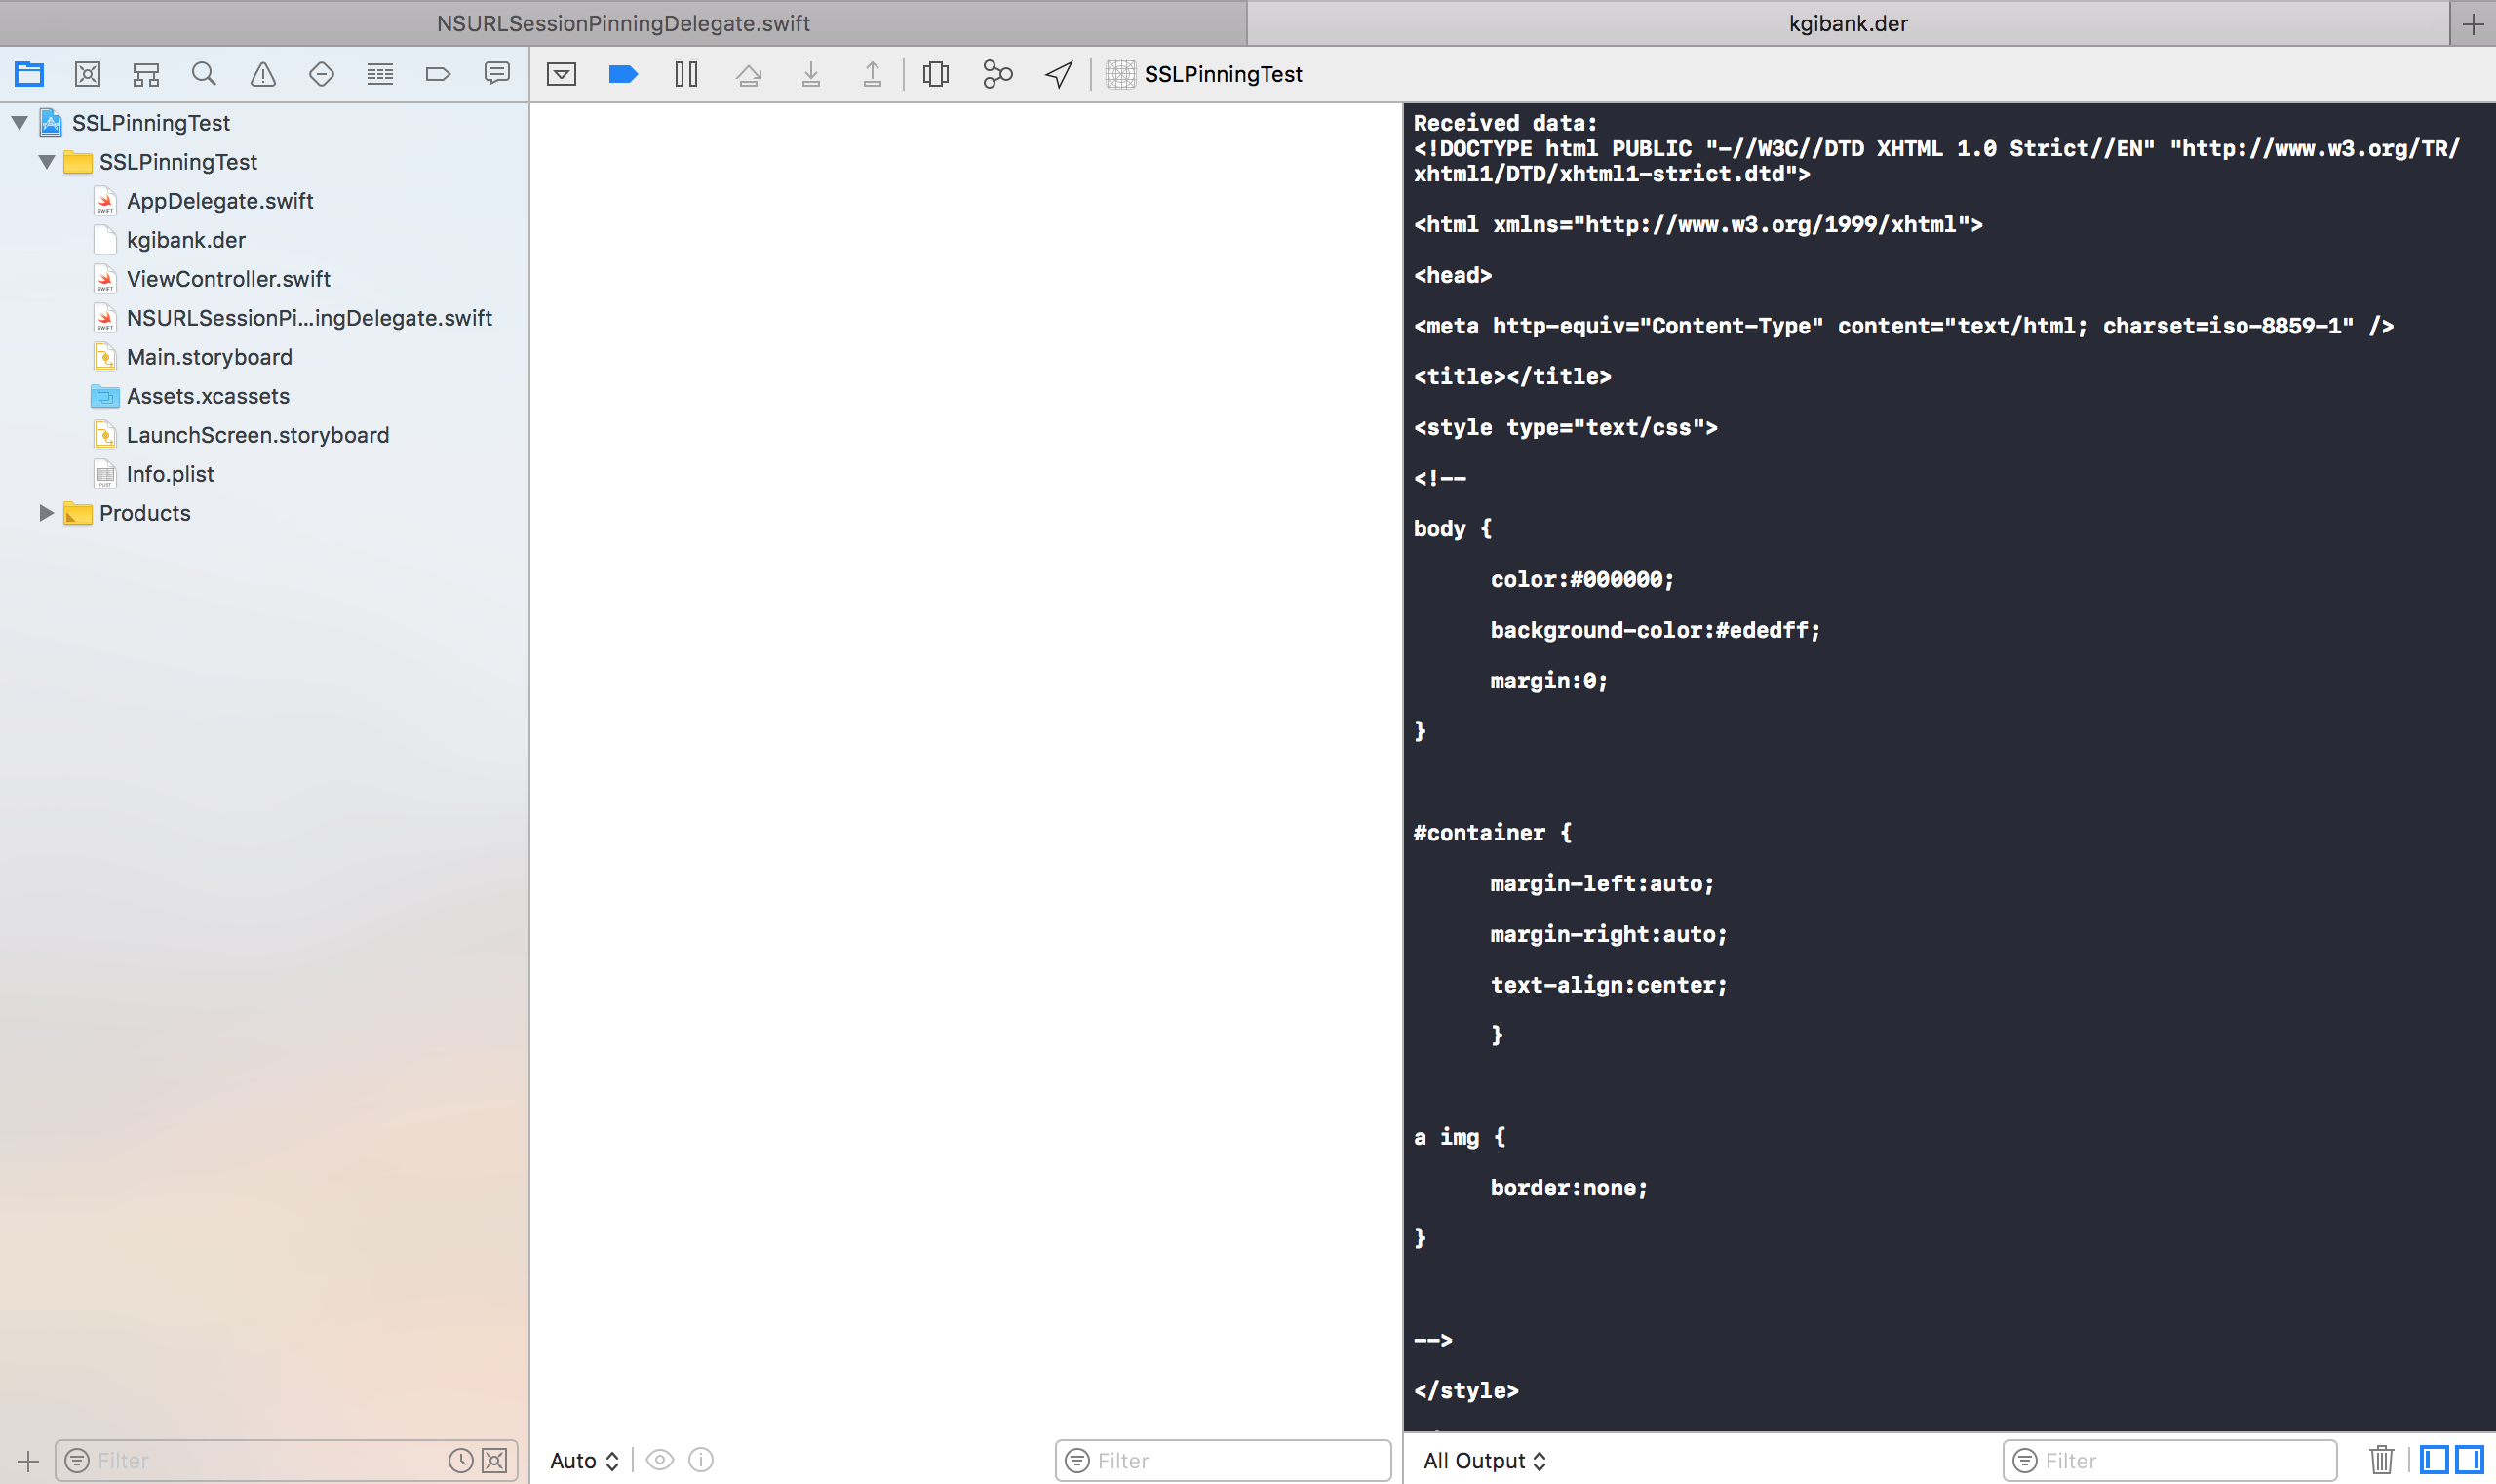 NSURLSessionPinningDelegate.swift
kgibank.der
SSLPinningTest
SSLPinningTest
SSLPinningTest
AppDelegate.swift
kgibank.der
ViewController.swift
NSURLSessionPi...ingDelegate.swift
Main.storyboard
Assets.xcassets
LaunchScreen.storyboard
Info.plist
Products
Received data:
<!DOCTYPE html PUBLIC "-//W3C//DTD XHTML 1.0 Strict//EN" "http://www.w3.org/TR/
xhtml1/DTD/xhtml1-strict.dtd">
<html xmlns="http://www.w3.org/1999/xhtml">
<head>
<meta http-equiv="Content-Type" content="text/html; charset=iso-8859-1" />
<title></title>
<style type="text/css">
<!--
body {
color:#000000;
background-color:#ededff;
margin:0;
}
#container {
margin-left:auto;
margin-right:auto;
text-align:center;
}
a img {
border:none;
}
-->
</style>
Filter
Auto
Filter
All Output
Filter